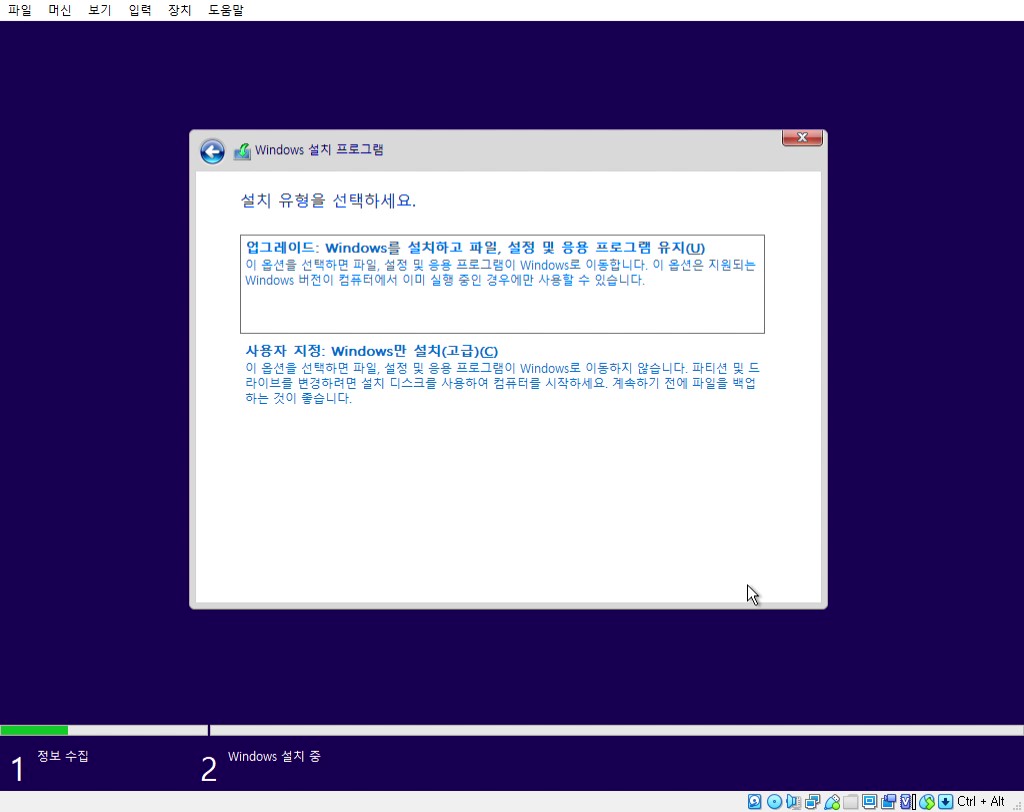 파일 머신 보기 입력 장치 도움말
Windows 설치 프로그램
설치 유형을 선택하세요.
업그레이드: Windows를 설치하고 파일, 설정 및 응용 프로그램 유지(U)
이 옵션을 선택하면 파일, 설정 및 응용 프로그램이 Windows로 이동합니다. 이 옵션은 지원되는
Windows 버전이 컴퓨터에서 이미 실행 중인 경우에만 사용할 수 있습니다.
사용자 지정: Windows만 설치(고급)(C)
이 옵션을 선택하면 파일, 설정 및 응용 프로그램이 Windows로 이동하지 않습니다. 파티션 및 드
라이브를 변경하려면 설치 디스크를 사용하여 컴퓨터를 시작하세요. 계속하기 전에 파일을 백업
하는 것이 좋습니다.
1 정보 수집
2 Windows 설치 중
Ctrl + Alt